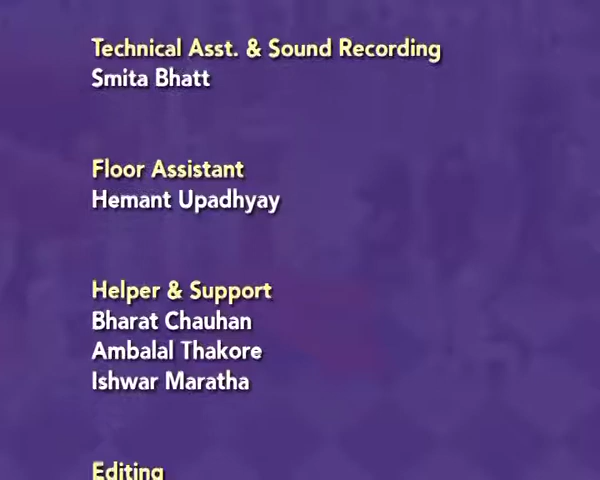 Technical Asst. & Sound Recording
Smita Bhatt
Floor Assistant
Hemant Upadhyay
Helper & Support
Bharat Chauhan
Ambalal Thakore
Ishwar Maratha
Editing